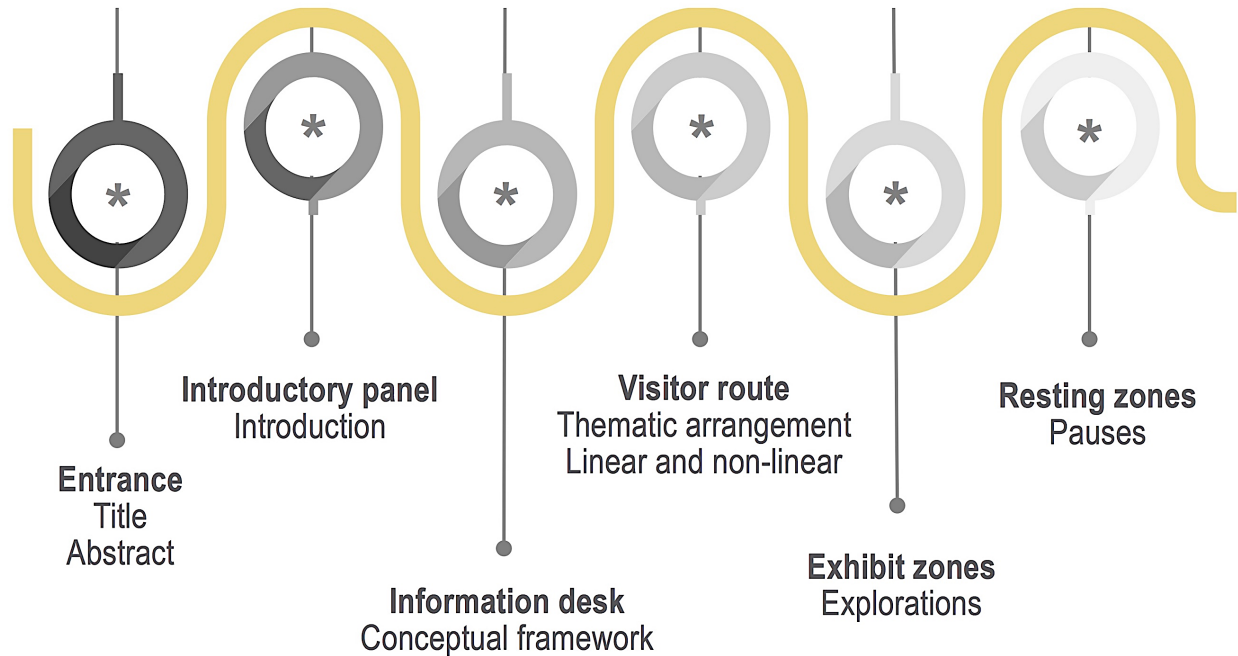 *
*
*
*
*
*
Entrance
Title
Abstract
Introductory panel
Introduction
Information desk
Conceptual framework
Visitor route
Thematic arrangement
Linear and non-linear
Exhibit zones
Explorations
Resting zones
Pauses